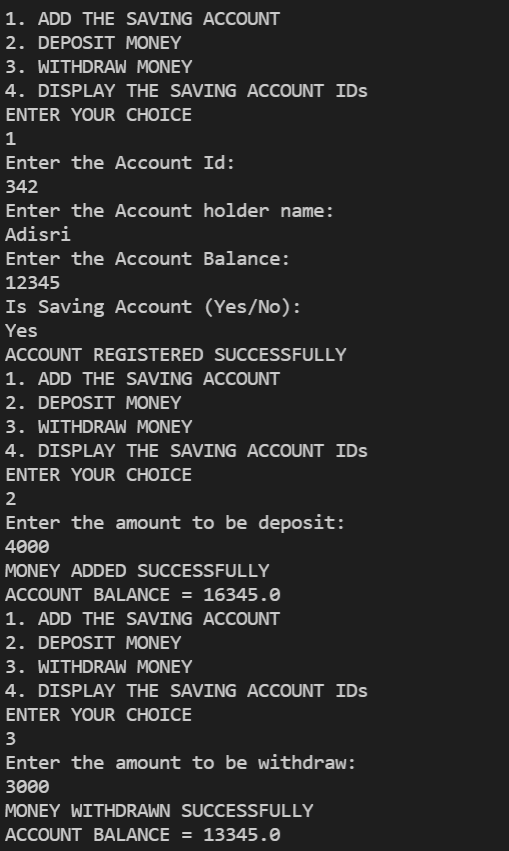 1. ADD THE SAVING ACCOUNT
2. DEPOSIT MONEY
3. WITHDRAW MONEY
4. DISPLAY THE SAVING ACCOUNT IDs
ENTER YOUR CHOICE
1
Enter the Account Id:
342
Enter the Account holder name:
Adisri
Enter the Account Balance:
12345
Is Saving Account (Yes/No):
Yes
ACCOUNT REGISTERED SUCCESSFULLY
1. ADD THE SAVING ACCOUNT
2. DEPOSIT MONEY
3. WITHDRAW MONEY
4. DISPLAY THE SAVING ACCOUNT IDs
ENTER YOUR CHOICE
2
Enter the amount to be deposit:
4000
MONEY ADDED SUCCESSFULLY
ACCOUNT BALANCE = 16345.0
1. ADD THE SAVING ACCOUNT
2. DEPOSIT MONEY
3. WITHDRAW MONEY
4. DISPLAY THE SAVING ACCOUNT IDs
ENTER YOUR CHOICE
3
Enter the amount to be withdraw:
3000
MONEY WITHDRAWN SUCCESSFULLY
ACCOUNT BALANCE = 13345.0